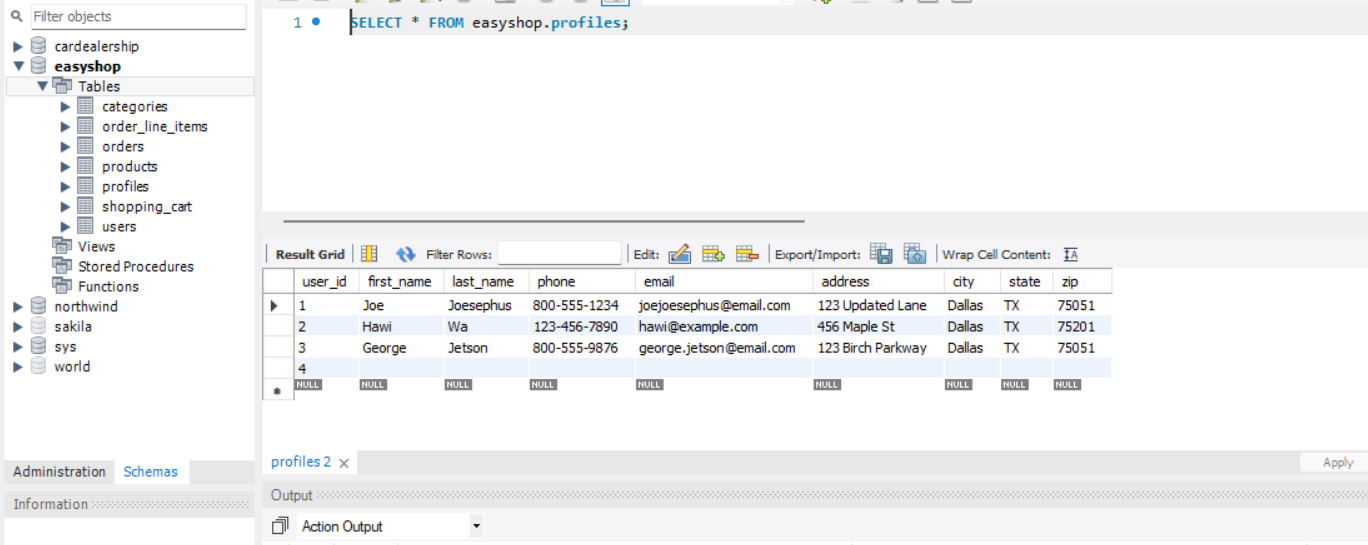 Filter objects
cardealership
easyshop
Tables
categories
order_line_items
orders
products
profiles
shopping_cart
users
Views
Stored Procedures
Functions
northwind
sakila
sys
world
Administration Schemas
Information
1 SELECT * FROM easyshop.profiles;
Result Grid Filter Rows: Edit: Export/Import: Wrap Cell Content: IA
user_id first_name last_name phone email address city state zip
1 Joe Joesephus 800-555-1234 joejoesephus@email.com 123 Updated Lane Dallas TX 75051
2 Hawi Wa 123-456-7890 hawi@example.com 456 Maple St Dallas TX 75201
3 George Jetson 800-555-9876 george.jetson@email.com 123 Birch Parkway Dallas TX 75051
4
NULL NULL NULL NULL NULL NULL NULL NULL NULL
profiles 2
Apply
Output
Action Output